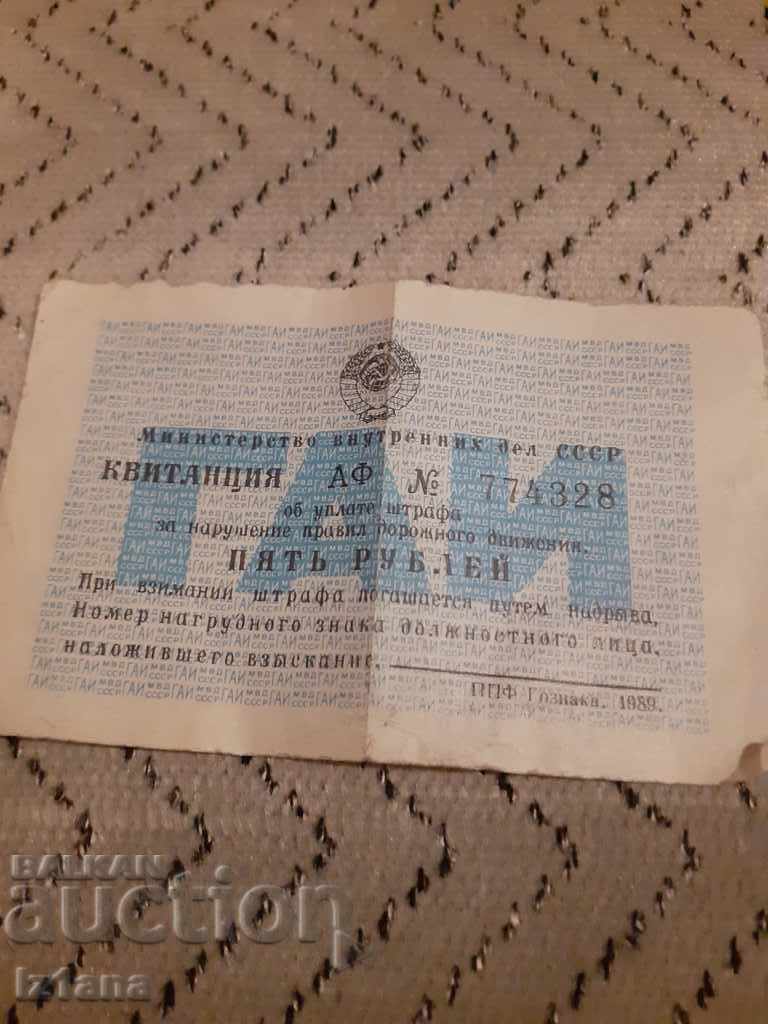 Министерство внутренних дел СССР
КВИТАНЦИЯ АФ № 774328
об уплате штрафа
за нарушение правил дорожного движения.
ПЯТЬ РУБЛЕЙ
При взимании штрафа погашается путем надрыва.
Номер нагрудного знака должностного лица,
наложившего взыскание,
ППФ Гознака. 1989.
ГАИ
BALKAN
auction
Iz1ana